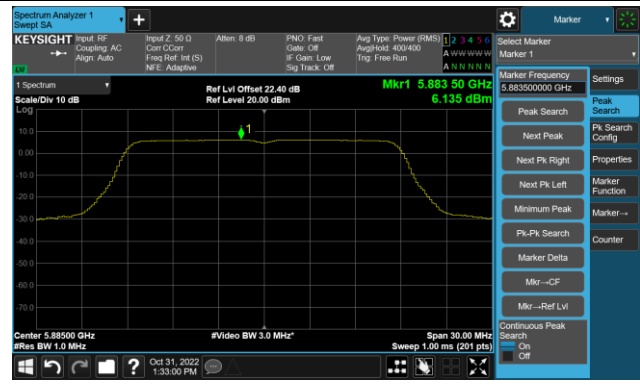 Spectrum Analyzer 1
Swept SA
Marker
KEYSIGHT
Input: RF
Coupling: AC
Align: Auto
Input Z: 50 Ω
Corr CCorr
Freq Ref: Int (S)
NFE: Adaptive
Atten: 8 dB
PNO: Fast
Gate: Off
IF Gain: Low
Sig Track: Off
Avg Type: Power (RMS)
Avg|Hold: 400/400
Trig: Free Run
1 2 3 4 5 6
A W W W W W
A N N N N N
Select Marker
Marker 1
1 Spectrum
Scale/Div 10 dB
Log
Ref Lvl Offset 22.40 dB
Ref Level 20.00 dBm
Mkr1 5.883 50 GHz
6.135 dBm
1
10.0
0.00
-10.0
-20.0
-30.0
-40.0
-50.0
-60.0
-70.0
Center 5.88500 GHz
#Res BW 1.0 MHz
#Video BW 3.0 MHz*
Span 30.00 MHz
Sweep 1.00 ms (201 pts)
Marker Frequency
5.883500000 GHz
Peak Search
Next Peak
Next Pk Right
Next Pk Left
Minimum Peak
Pk-Pk Search
Marker Delta
Mkr→CF
Mkr→Ref Lvl
Continuous Peak
Search
On
Off
Settings
Peak
Search
Pk Search
Config
Properties
Marker
Function
Marker→
Counter
?
Oct 31, 2022
1:33:00 PM